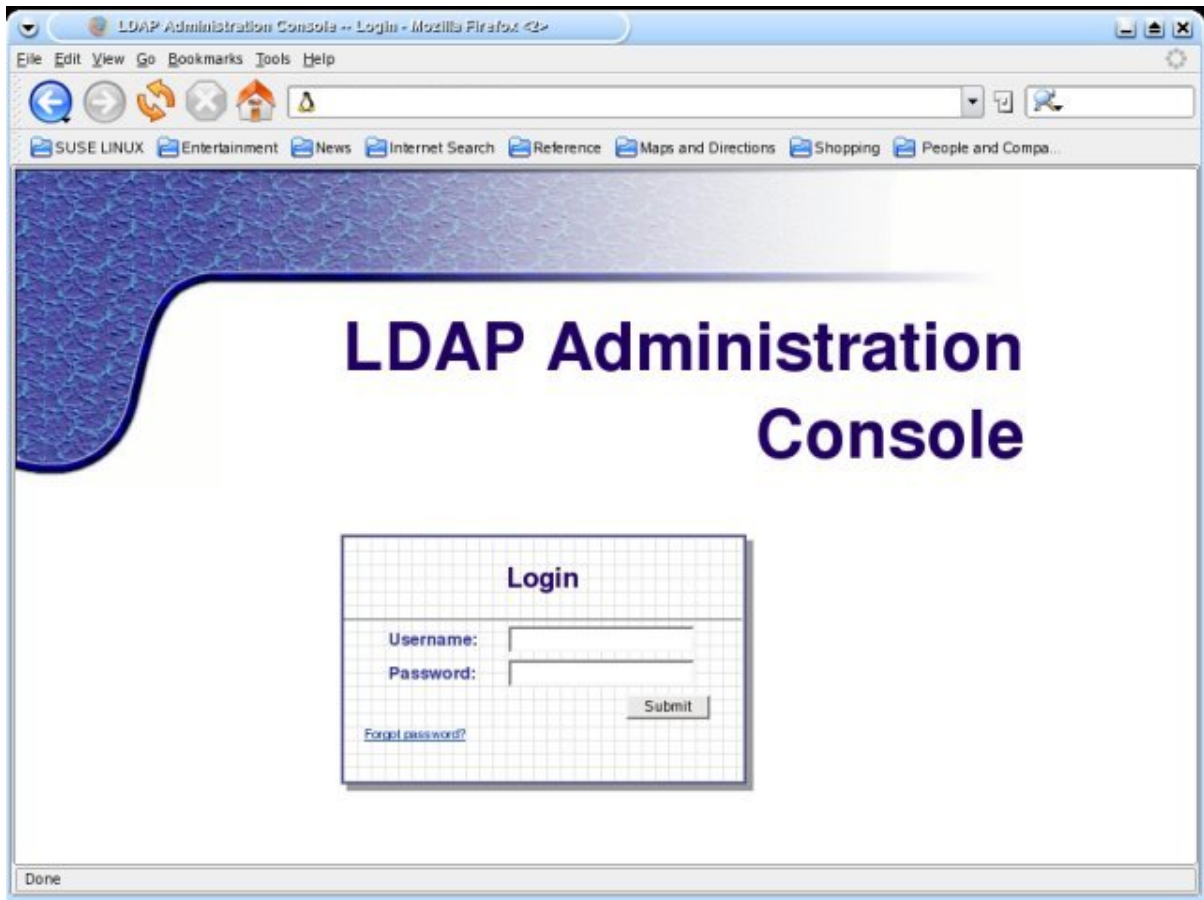 LDAP Administration Console -- Login - Mozilla Firefox <2>
File Edit View Go Bookmarks Tools Help
SUSE LINUX Entertainment News Internet Search Reference Maps and Directions Shopping People and Compa...
LDAP Administration
Console
Login
Username:
Password:
Submit
Forgot password?
Done